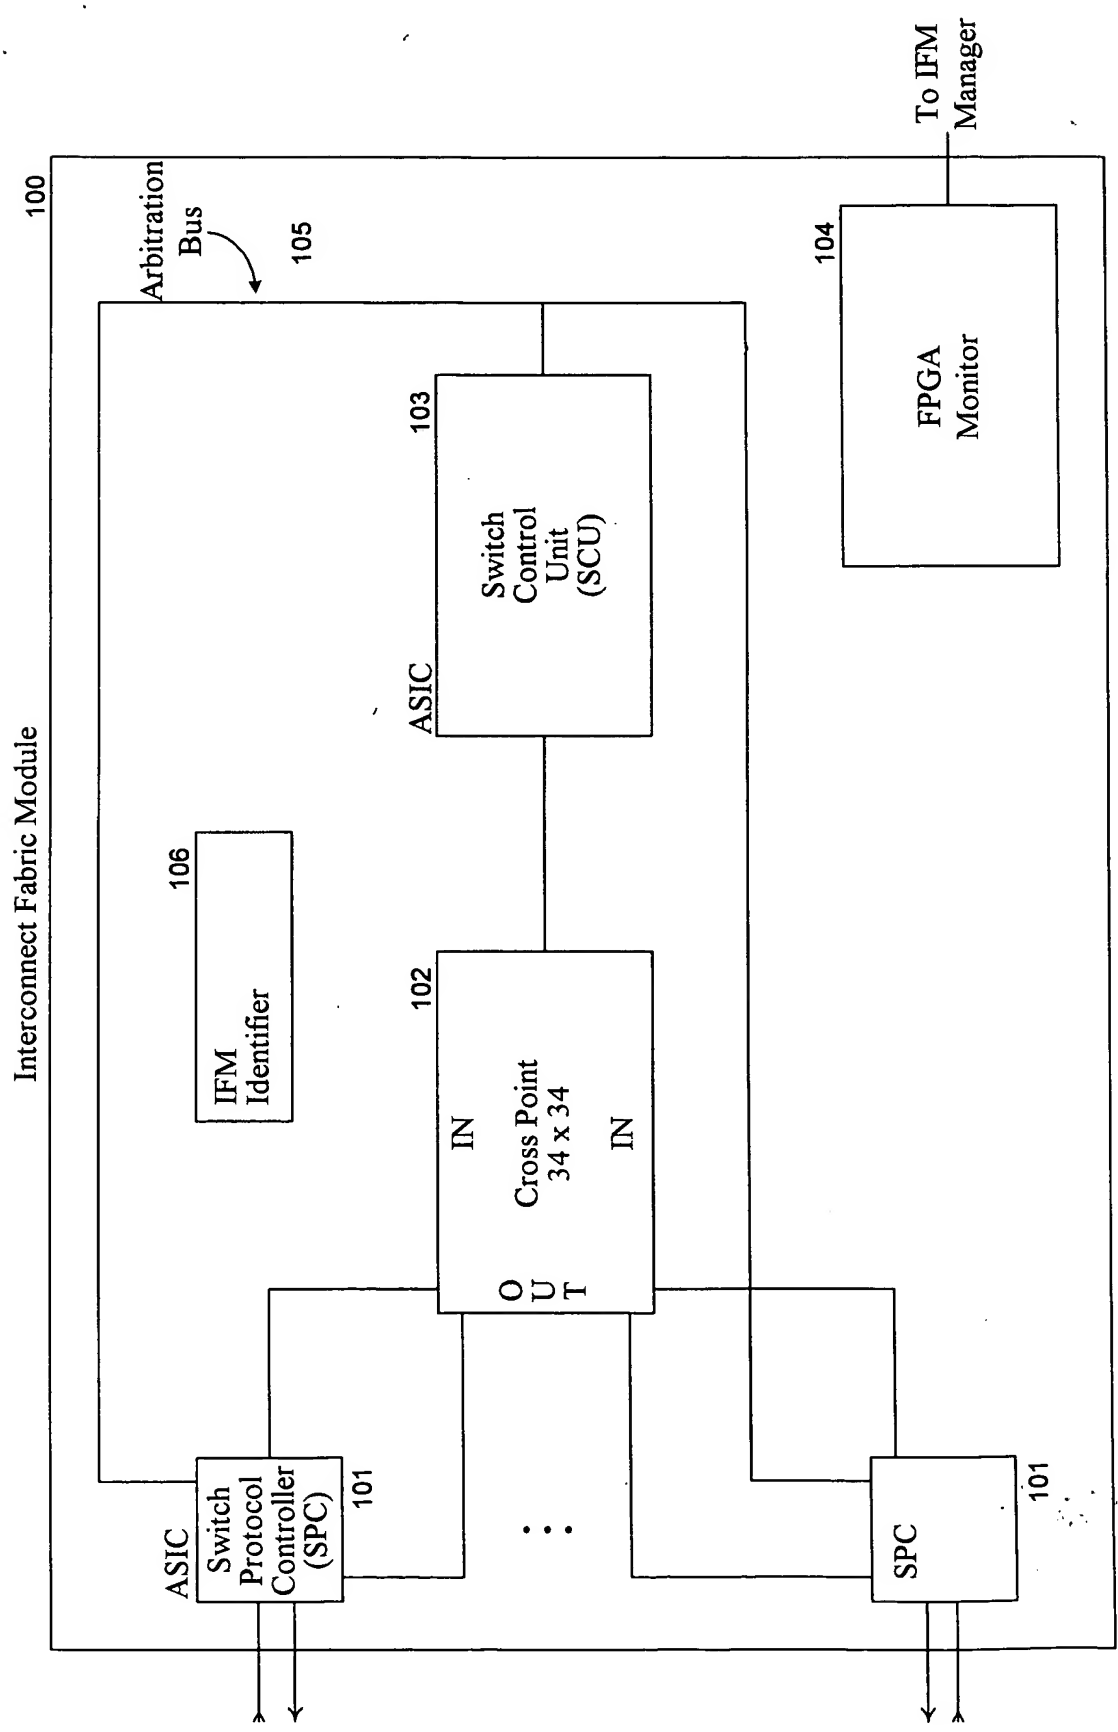 Interconnect Fabric Module
100
Arbitration
Bus
105
106
IFM
Identifier
ASIC
Switch
Protocol
Controller
(SPC)
101
102
IN
Cross Point
34 x 34
IN
OUT
ASIC
103
Switch
Control
Unit
(SCU)
. . .
SPC
101
104
FPGA
Monitor
To IFM
Manager